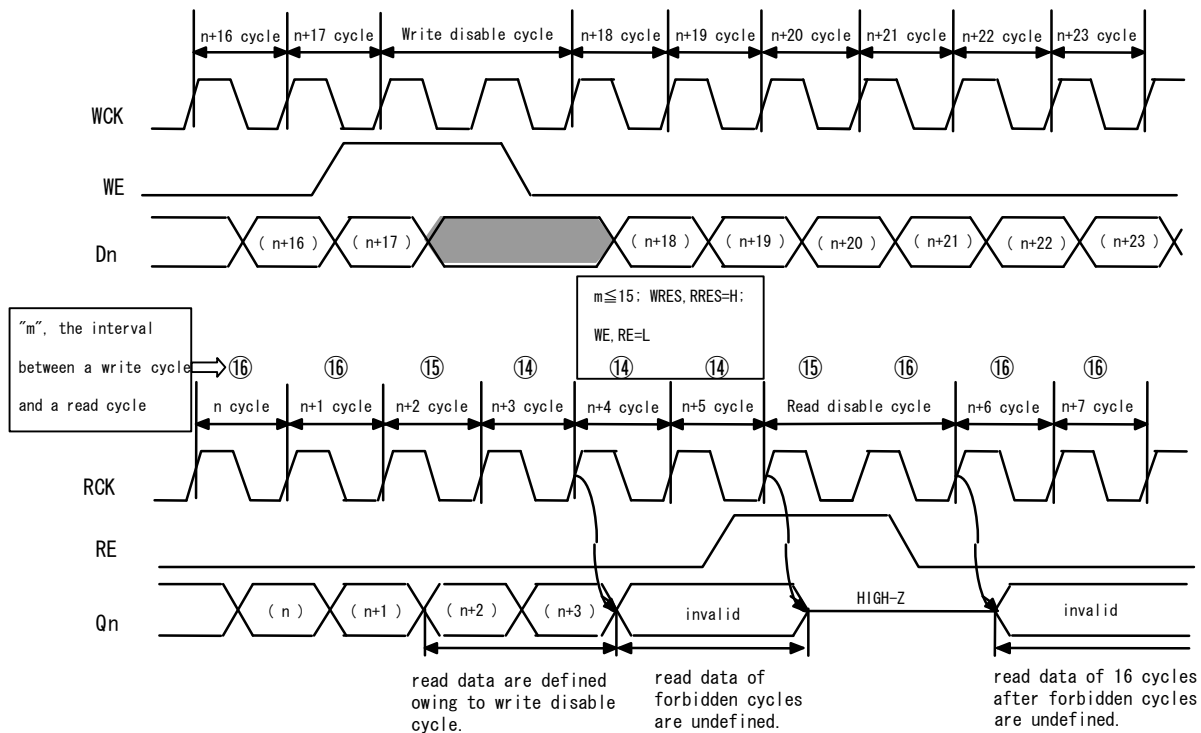 n+16 cycle n+17 cycle Write disable cycle n+18 cycle n+19 cycle n+20 cycle n+21 cycle n+22 cycle n+23 cycle
WCK
WE
Dn
( n+16 ) ( n+17 ) ( n+18 ) ( n+19 ) ( n+20 ) ( n+21 ) ( n+22 ) ( n+23 )
m≦15; WRES, RRES=H;
WE, RE=L
"m", the interval
between a write cycle
and a read cycle
⑯ ⑯ ⑮ ⑭ ⑭ ⑭ ⑮ ⑯ ⑯ ⑯
n cycle n+1 cycle n+2 cycle n+3 cycle n+4 cycle n+5 cycle Read disable cycle n+6 cycle n+7 cycle
RCK
RE
Qn
( n ) ( n+1 ) ( n+2 ) ( n+3 ) invalid HIGH-Z invalid
read data are defined
owing to write disable
cycle.
read data of
forbidden cycles
are undefined.
read data of 16 cycles
after forbidden cycles
are undefined.